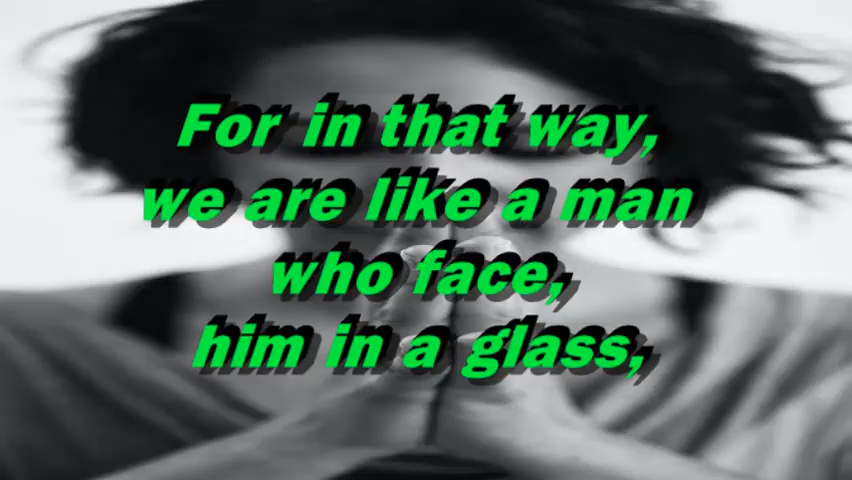 For in that way,
we are like a man
who face,
him in a glass,